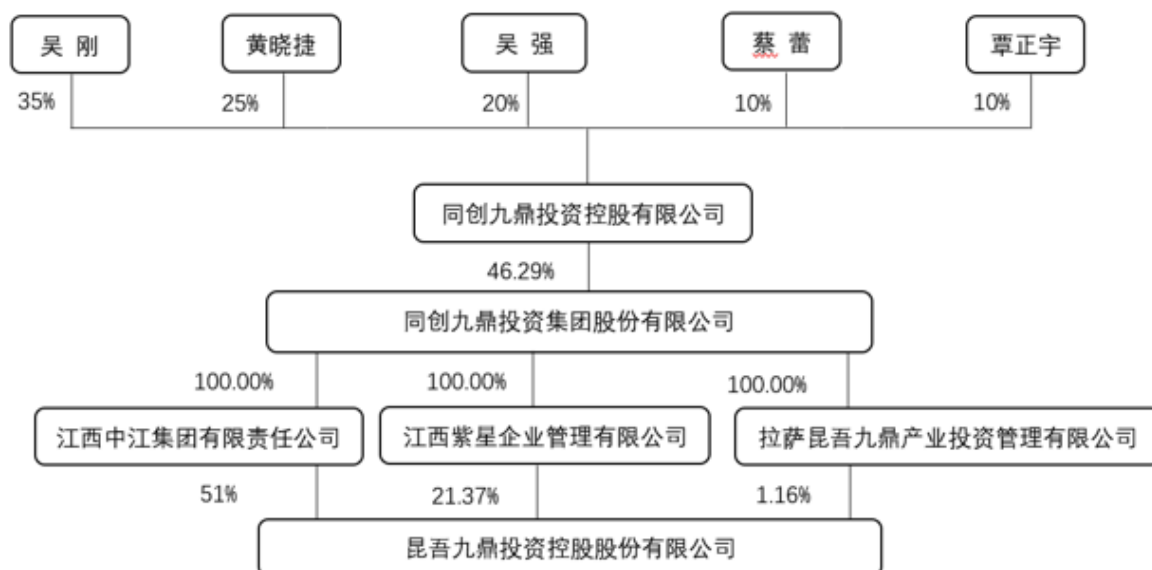 吴 刚
黄晓捷
吴 强
蔡 蕾
覃正宇
35%
25%
20%
10%
10%
同创九鼎投资控股有限公司
46.29%
同创九鼎投资集团股份有限公司
100.00%
100.00%
100.00%
江西中江集团有限责任公司
江西紫星企业管理有限公司
拉萨昆吾九鼎产业投资管理有限公司
51%
21.37%
1.16%
昆吾九鼎投资控股股份有限公司